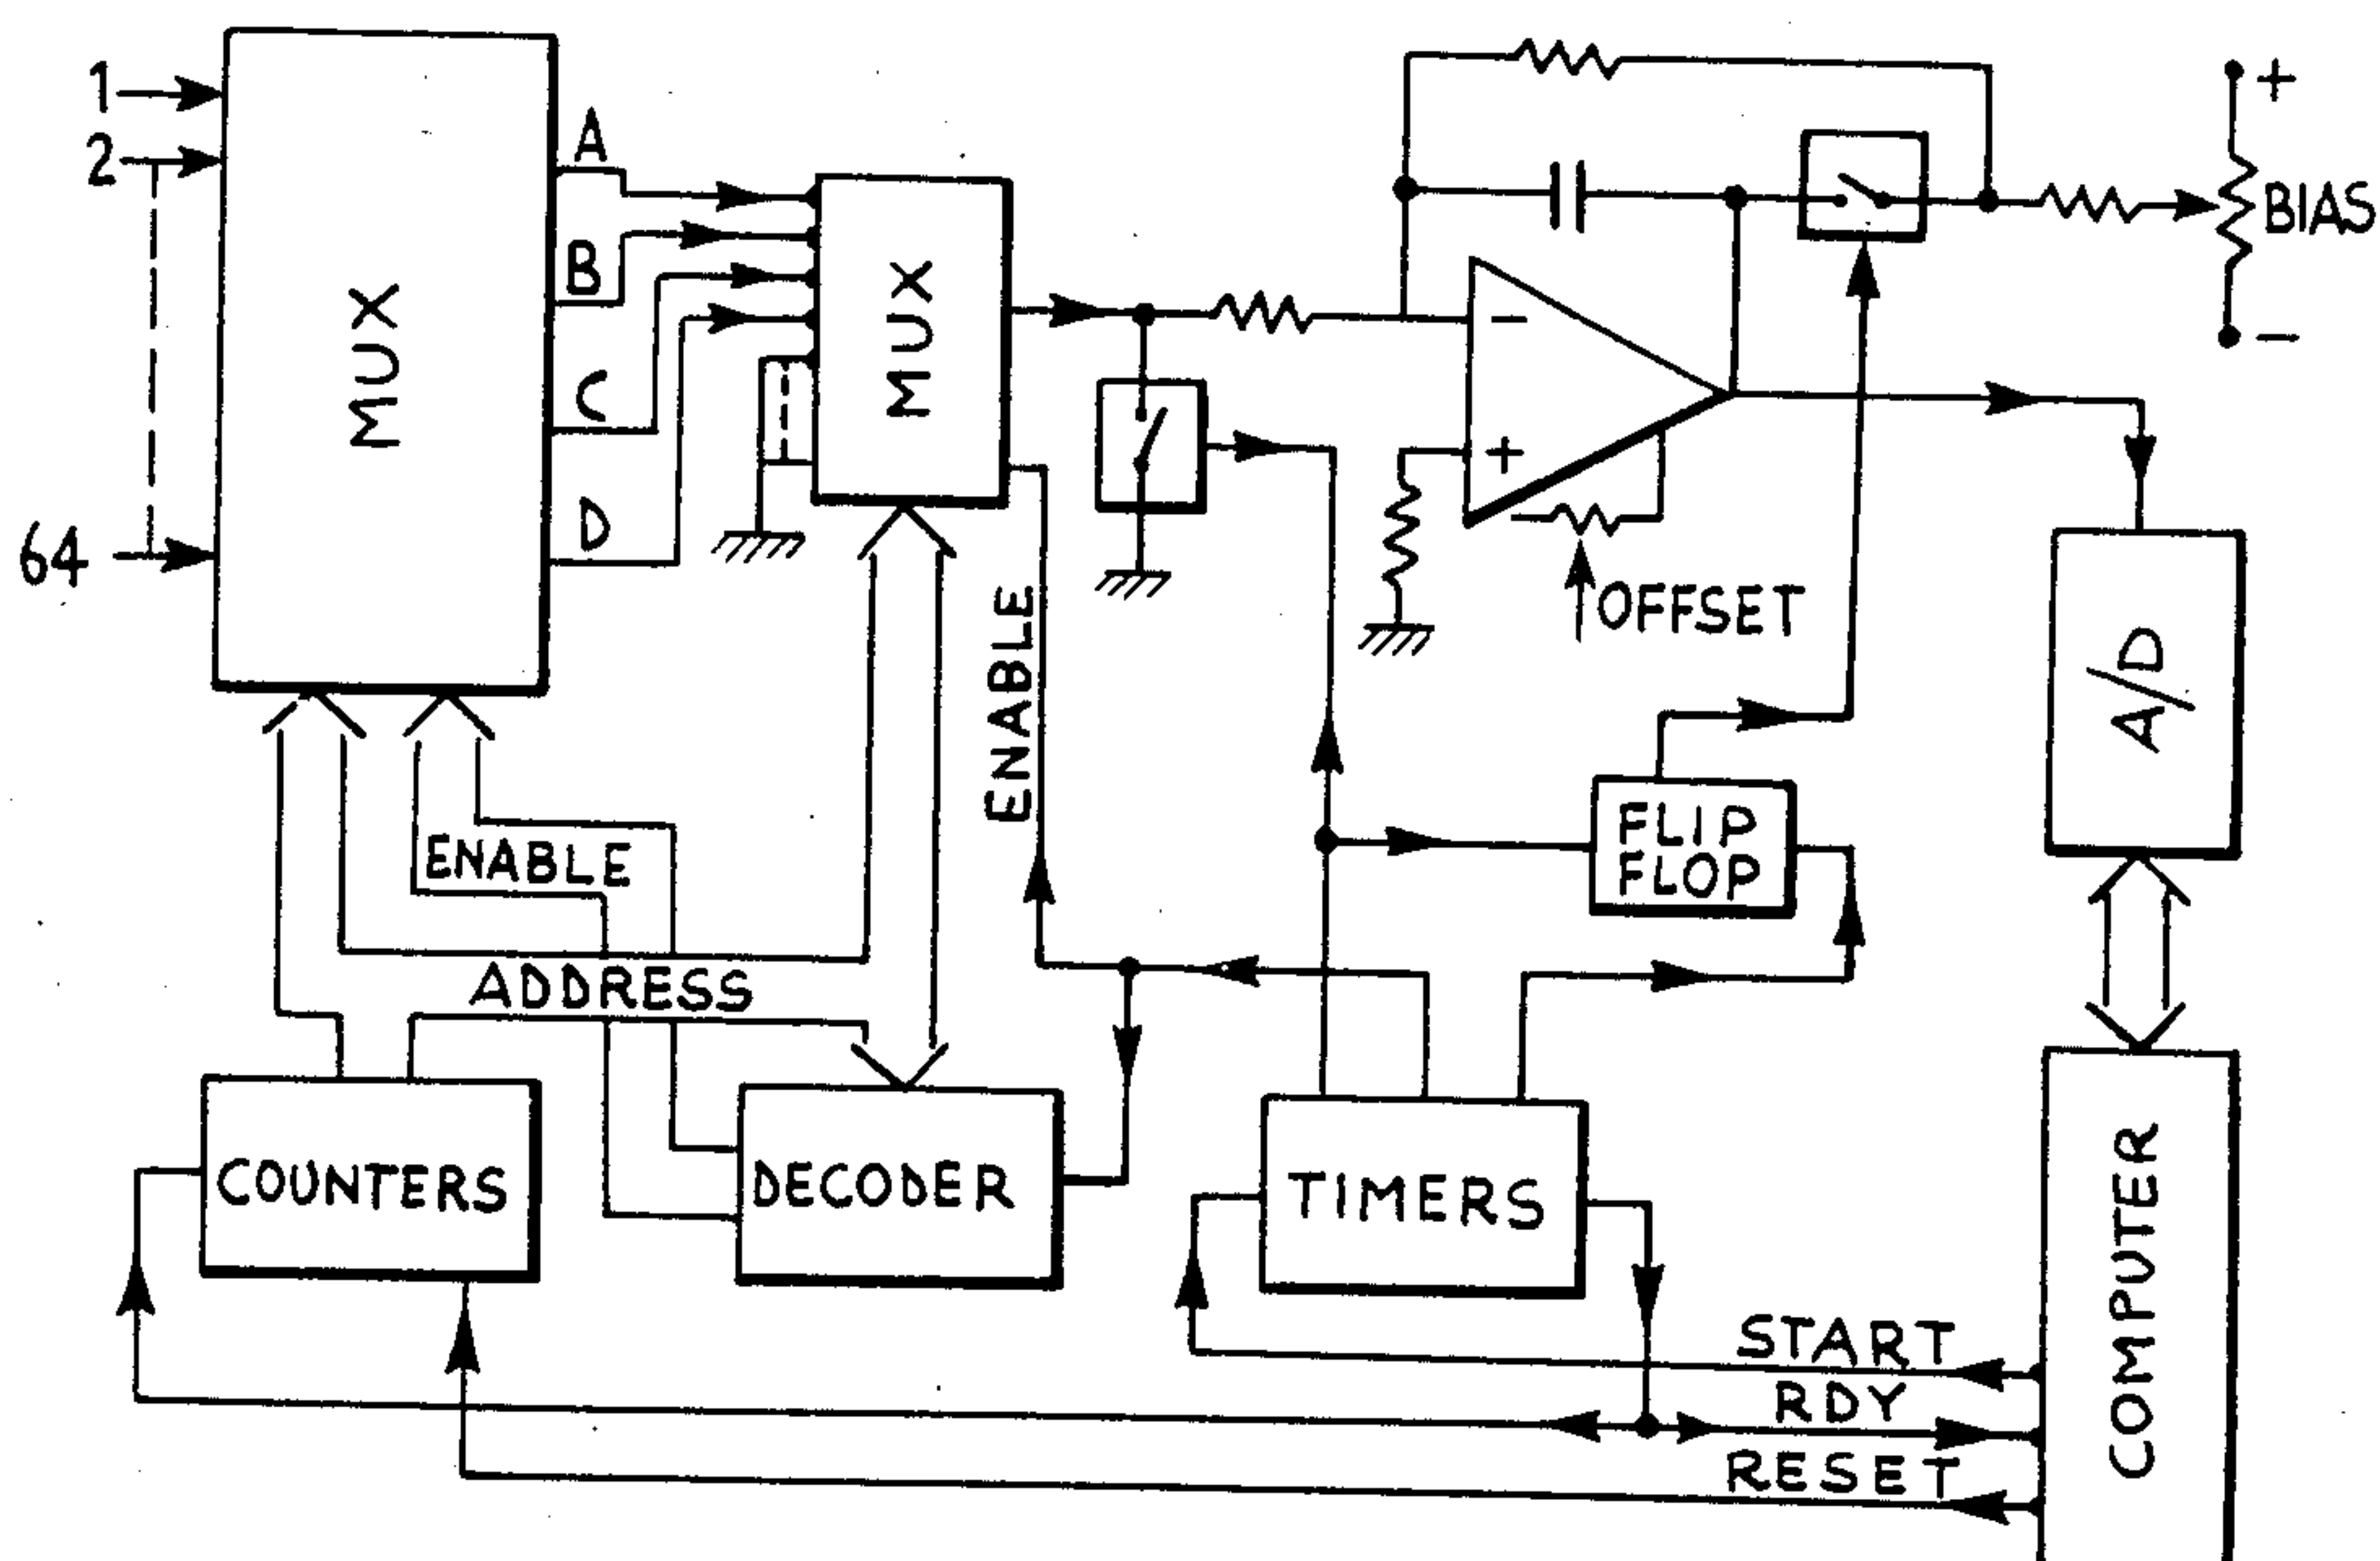 1
2
64
MUX
A
B
C
D
MUX
+
BIAS
-
-
+
OFFSET
A/D
ENABLE
ENABLE
FLIP
FLOP
ADDRESS
COUNTERS
DECODER
TIMERS
COMPUTER
START
RDY
RESET